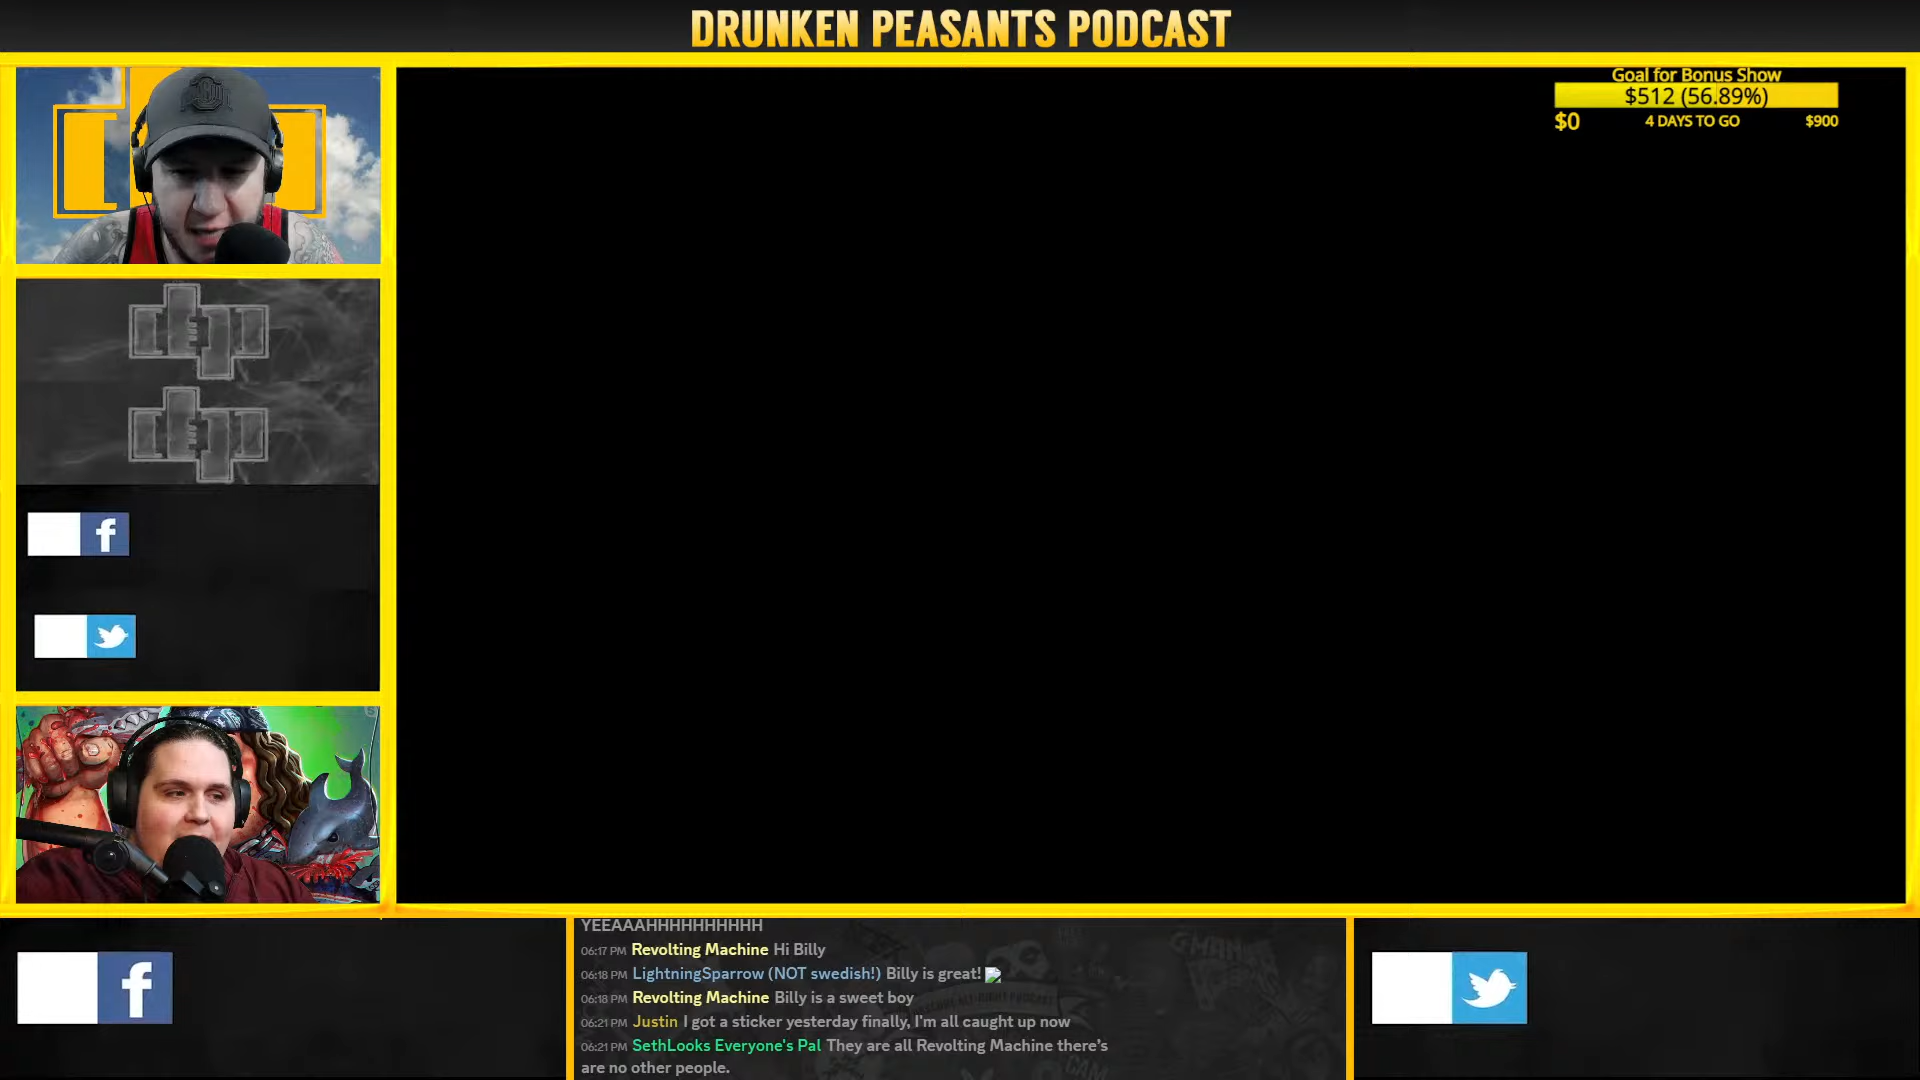 DRUNKEN PEASANTS PODCAST
Goal for Bonus Show
$512 (56.89%)
$0 4 DAYS TO GO $900
YEEAAAHHHHHHHHHH
06:17 PM Revolting Machine Hi Billy
06:18 PM LightningSparrow (NOT swedish!) Billy is great!
06:18 PM Revolting Machine Billy is a sweet boy
06:21 PM Justin I got a sticker yesterday finally, I'm all caught up now
06:21 PM SethLooks Everyone's Pal They are all Revolting Machine there's
are no other people.